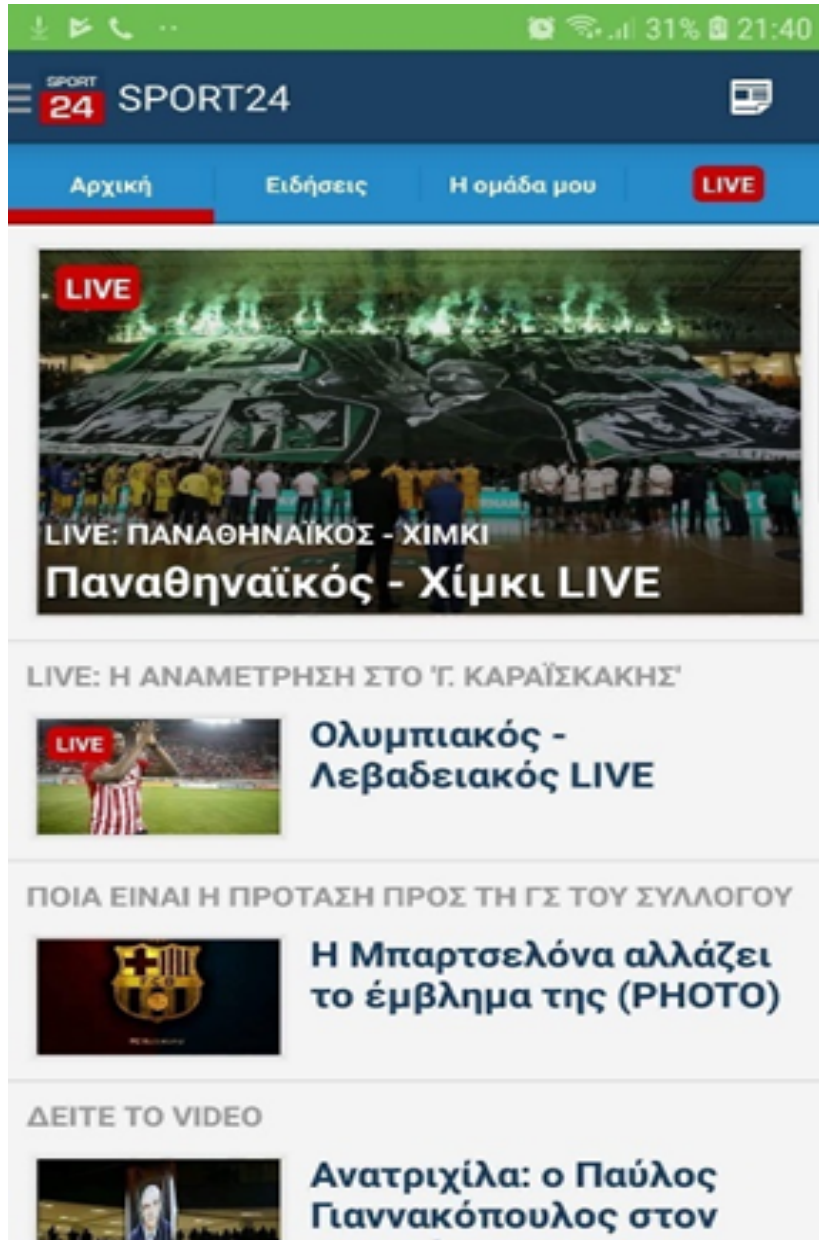 31% 21:40
SPORT
24 SPORT24
Αρχική Ειδήσεις Η ομάδα μου LIVE
LIVE
LIVE: ΠΑΝΑΘΗΝΑΪΚΟΣ - ΧΙΜΚΙ
Παναθηναϊκός - Χίμκι LIVE
LIVE: Η ΑΝΑΜΕΤΡΗΣΗ ΣΤΟ 'Γ. ΚΑΡΑΪΣΚΑΚΗΣ'
LIVE
Ολυμπιακός -
Λεβαδειακός LIVE
ΠΟΙΑ ΕΙΝΑΙ Η ΠΡΟΤΑΣΗ ΠΡΟΣ ΤΗ ΓΣ ΤΟΥ ΣΥΛΛΟΓΟΥ
Η Μπαρτσελόνα αλλάζει
το έμβλημα της (PHOTO)
ΔΕΙΤΕ ΤΟ VIDEO
Ανατριχίλα: ο Παύλος
Γιαννακόπουλος στον